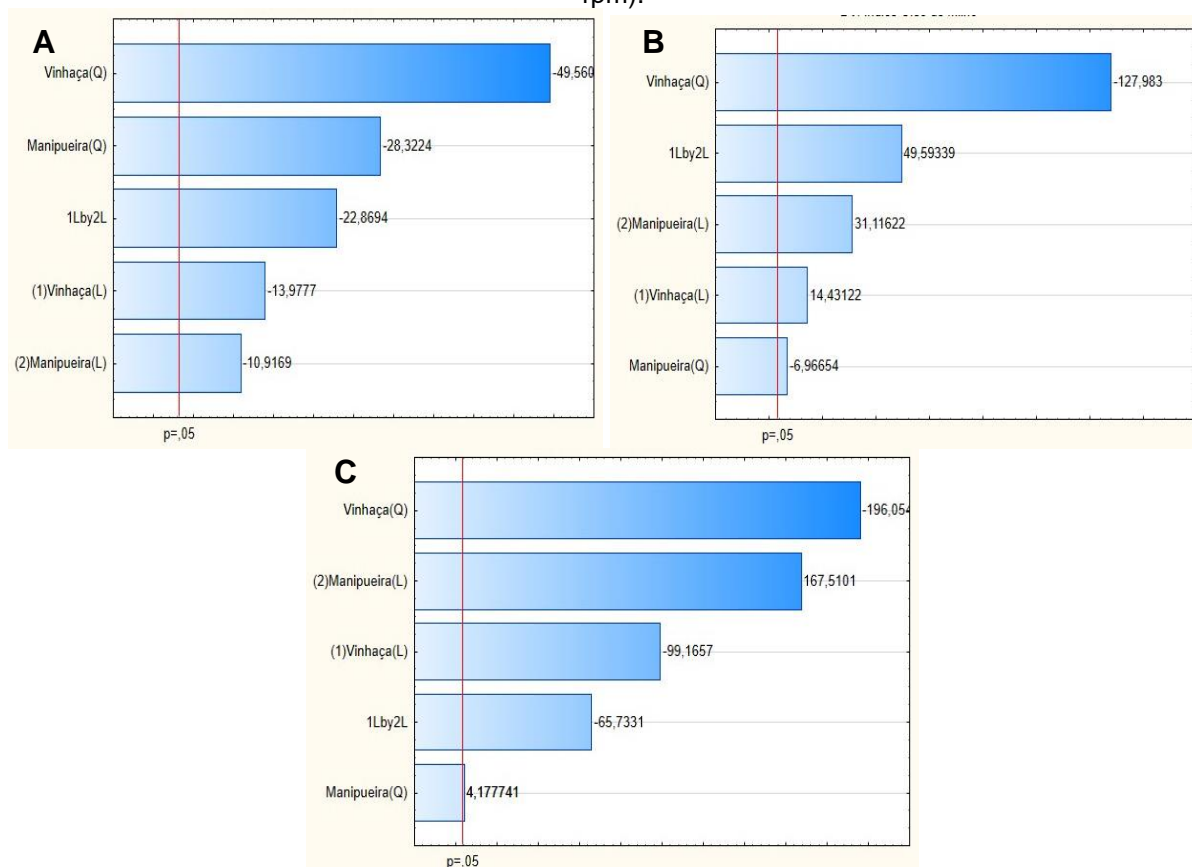 rpm).
A
Vinhaça(Q)
-49,560
Manipueira(Q)
-28,3224
1Lby2L
-22,8694
(1)Vinhaça(L)
-13,9777
(2)Manipueira(L)
-10,9169
p=,05
B
Vinhaça(Q)
-127,983
1Lby2L
49,59339
(2)Manipueira(L)
31,11622
(1)Vinhaça(L)
14,43122
Manipueira(Q)
-6,96654
p=,05
C
Vinhaça(Q)
-196,054
(2)Manipueira(L)
167,5101
(1)Vinhaça(L)
-99,1657
1Lby2L
-65,7331
Manipueira(Q)
4,177741
p=,05